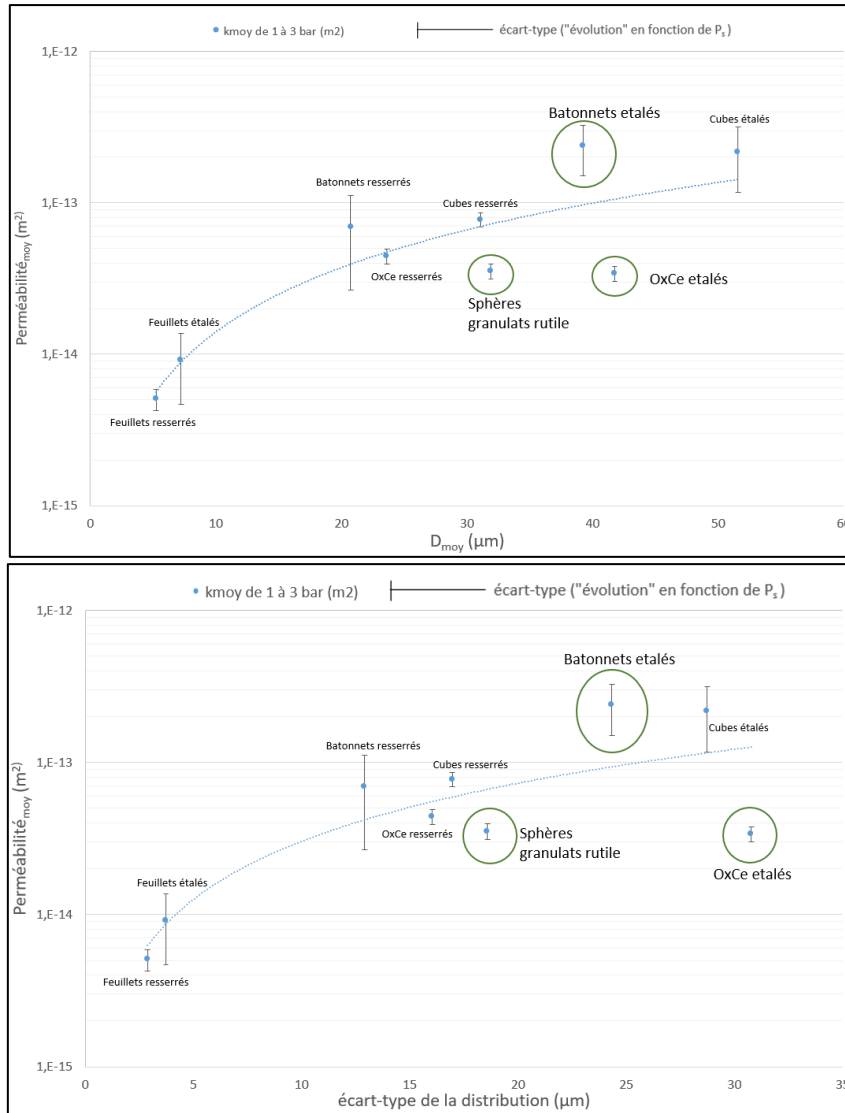 kmoy de 1 à 3 bar (m2) écart-type ("évolution" en fonction de Ps)
1,E-12
Batonnets etalés
Cubes étalés
Batonnets resserrés
1,E-13
Cubes resserrés
OxCe resserrés
OxCe etalés
Sphères
granulats rutile
Feuillets étalés
1,E-14
Feuillets resserrés
1,E-15
Perméabilitémoy (m2)
0 10 20 30 40 50 60
Dmoy (µm)
kmoy de 1 à 3 bar (m2) écart-type ("évolution" en fonction de Ps)
1,E-12
Batonnets etalés
Cubes étalés
Batonnets resserrés
1,E-13
Cubes resserrés
OxCe resserrés
Sphères
granulats rutile
OxCe etalés
Feuillets étalés
1,E-14
Feuillets resserrés
1,E-15
Perméabilitémoy (m2)
0 5 10 15 20 25 30 35
écart-type de la distribution (µm)